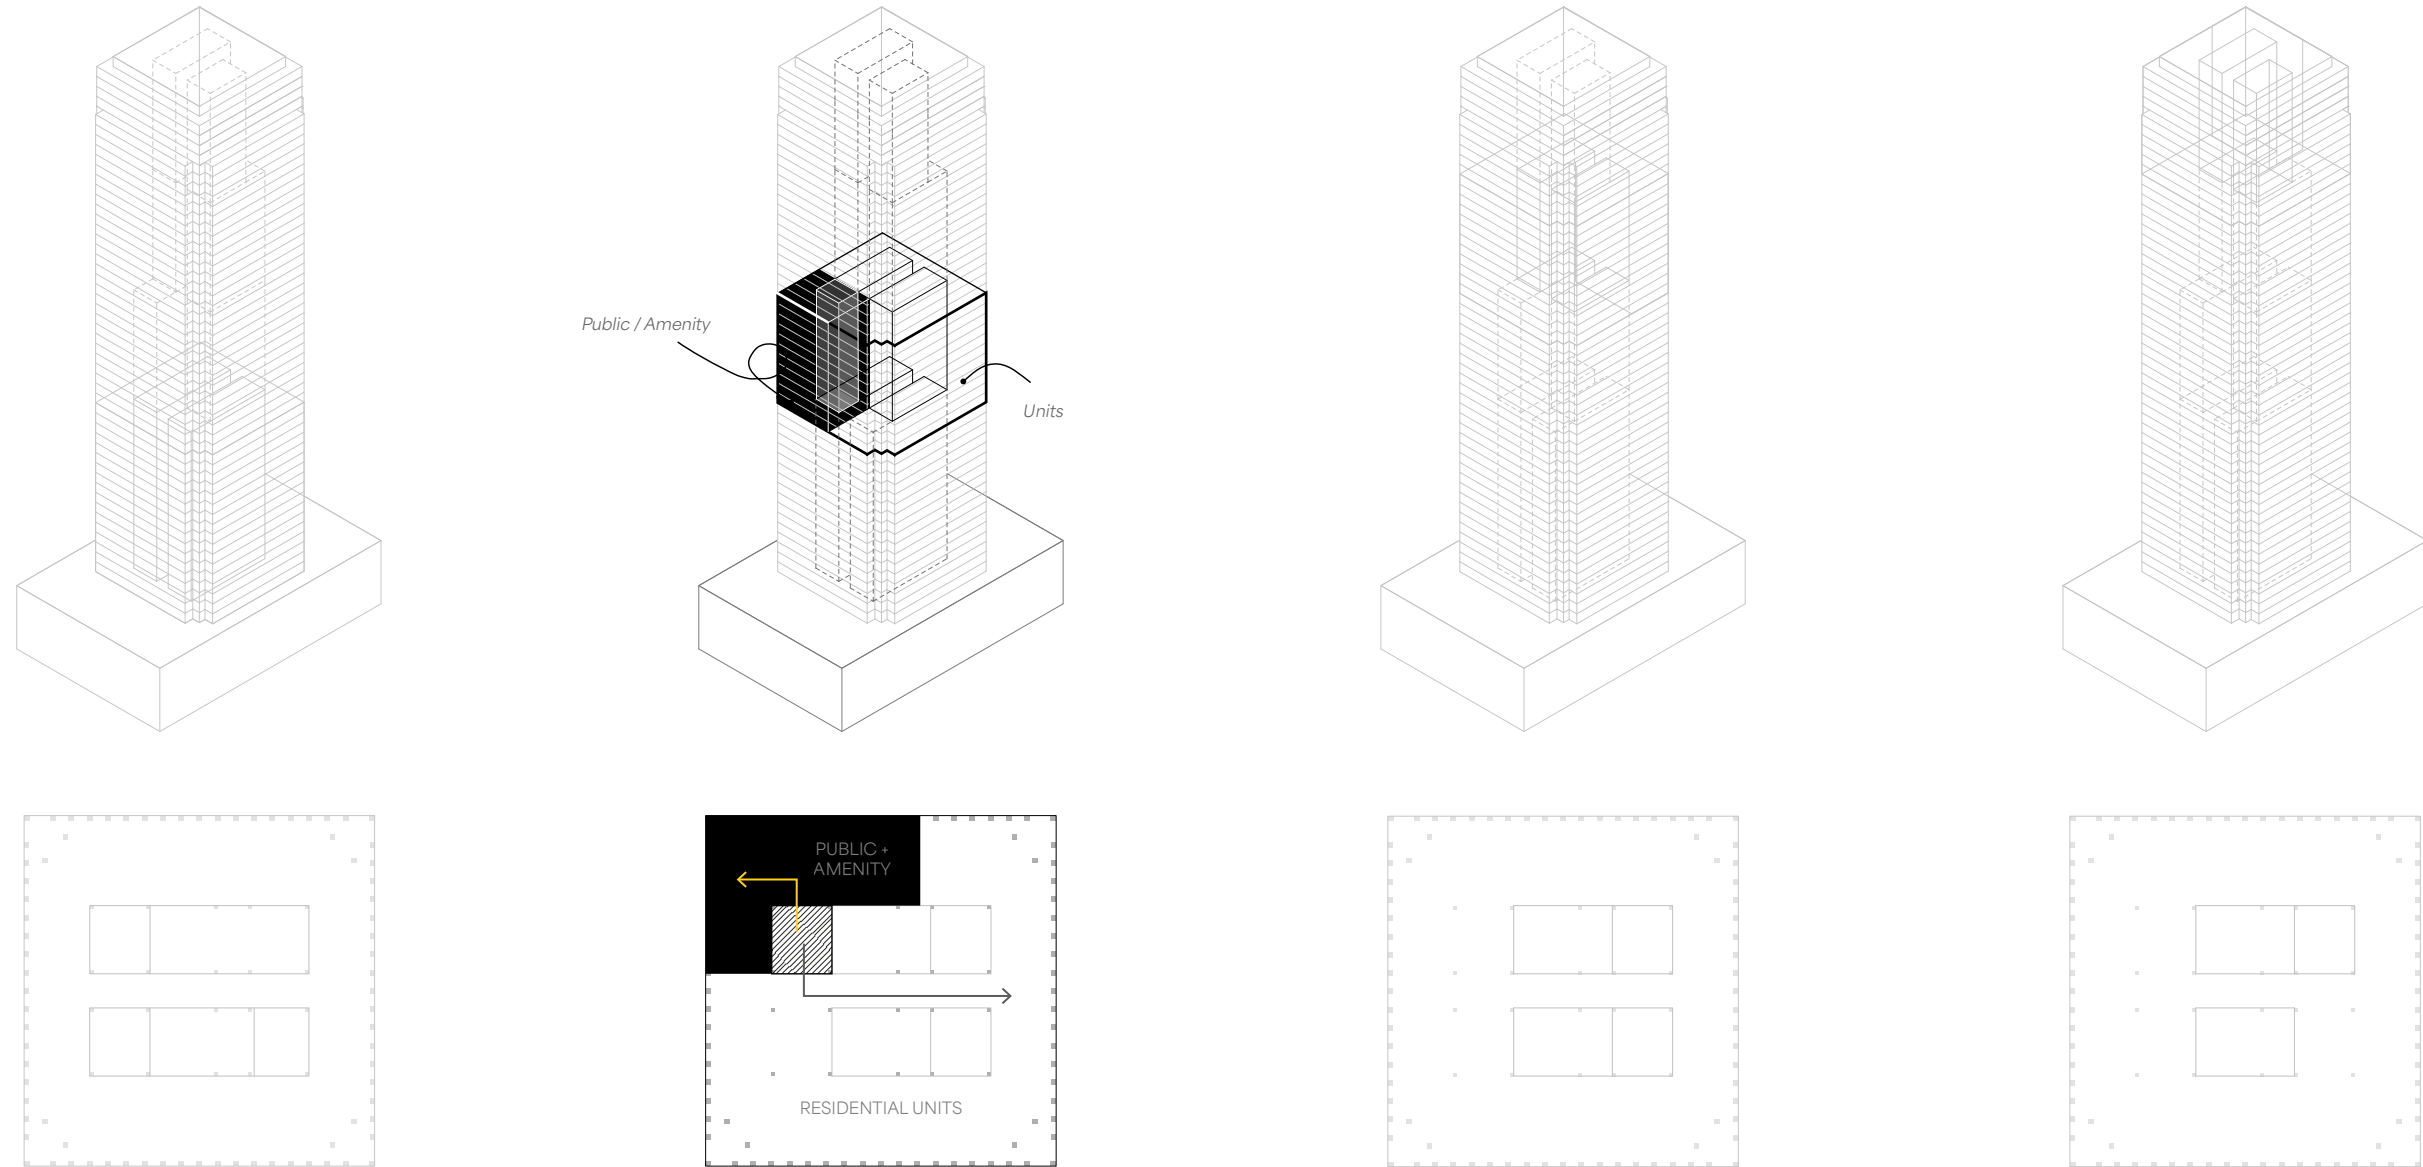 Public / Amenity
Units
PUBLIC +
AMENITY
RESIDENTIAL UNITS